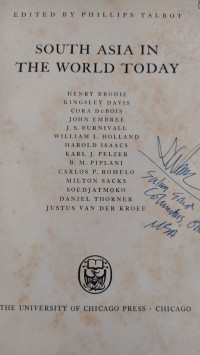 EDITED BY PHILLIPS TALBOT
SOUTH ASIA IN
THE WORLD TODAY
HENRY BRODIE
KINGSLEY DAVIS
CORA DUBOIS
JOHN EMBREE
J. S. FURNIVALL
WILLIAM L. HOLLAND
HAROLD ISAACS
KARL J. PELZER
B. M. PIPLANI
CARLOS P. ROMULO
MILTON SACKS
SOEDJATMOKO
DANIEL THORNER
JUSTUS VAN DER KROEF
THE UNIVERSITY OF CHICAGO PRESS · CHICAGO